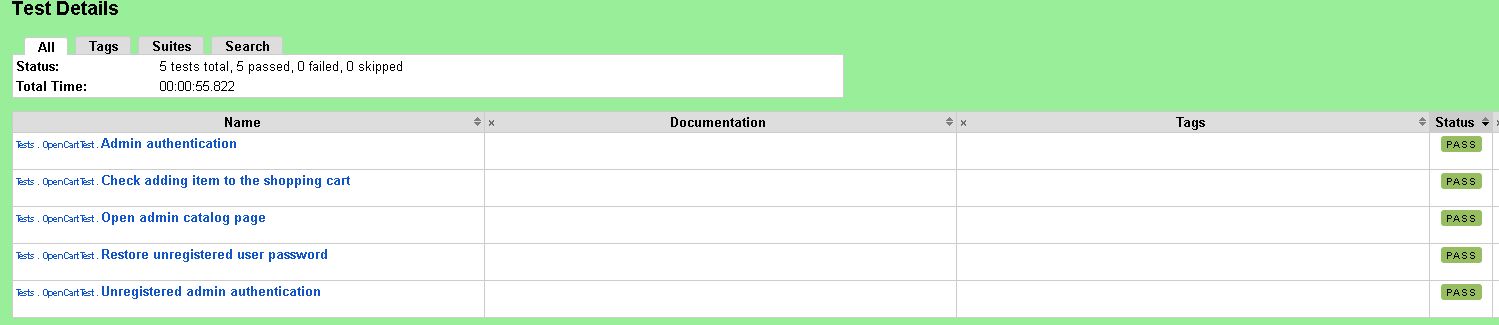 Test Details
All Tags Suites Search
Status: 5 tests total, 5 passed, 0 failed, 0 skipped
Total Time: 00:00:55.822
Name × Documentation × Tags Status ×
Tests . OpenCartTest . Admin authentication PASS
Tests . OpenCartTest . Check adding item to the shopping cart PASS
Tests . OpenCartTest . Open admin catalog page PASS
Tests . OpenCartTest . Restore unregistered user password PASS
Tests . OpenCartTest . Unregistered admin authentication PASS